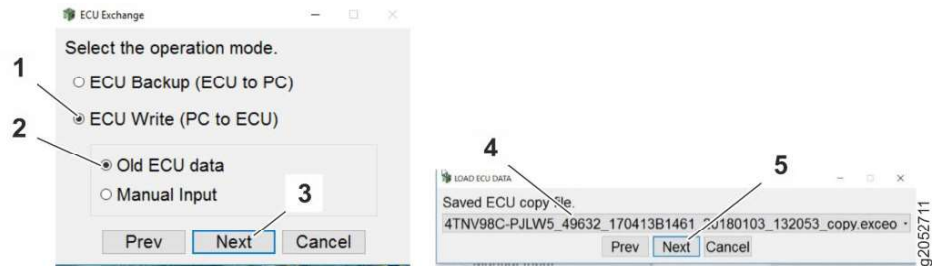 ECU Exchange
Select the operation mode.
1
ECU Backup (ECU to PC)
ECU Write (PC to ECU)
2
Old ECU data
Manual Input
3
Prev Next Cancel
4
5
LOAD ECU DATA
Saved ECU copy file.
4TNV98C-PJLW5_49632_170413B1461_20180103_132053_copy.exceo
Prev Next Cancel
g2052711